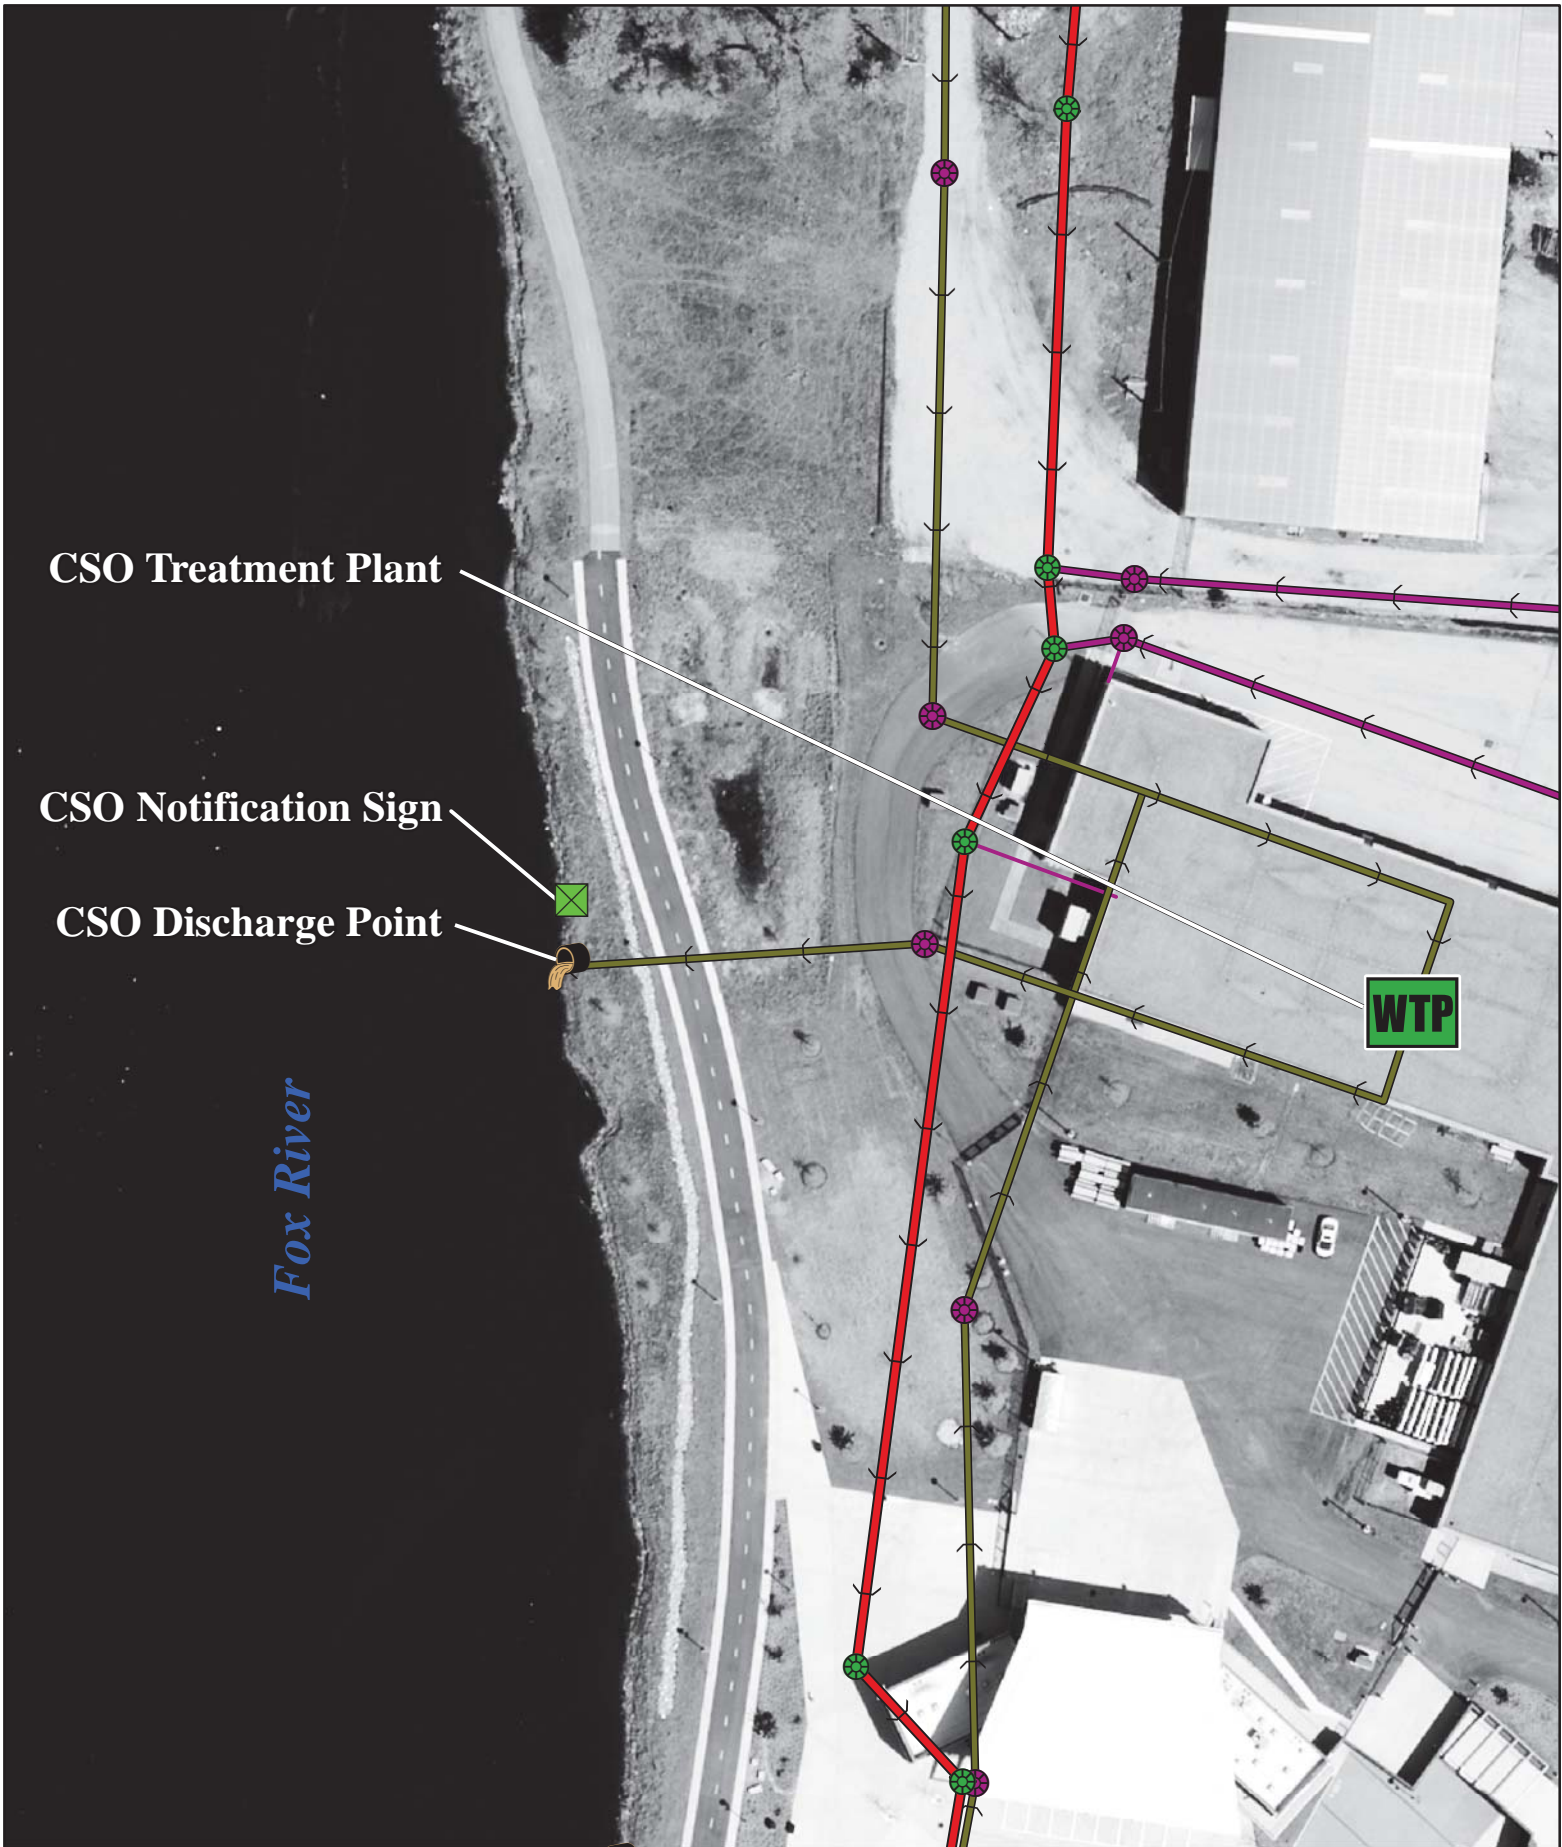 CSO Treatment Plant
CSO Notification Sign
CSO Discharge Point
WTP
Fox River